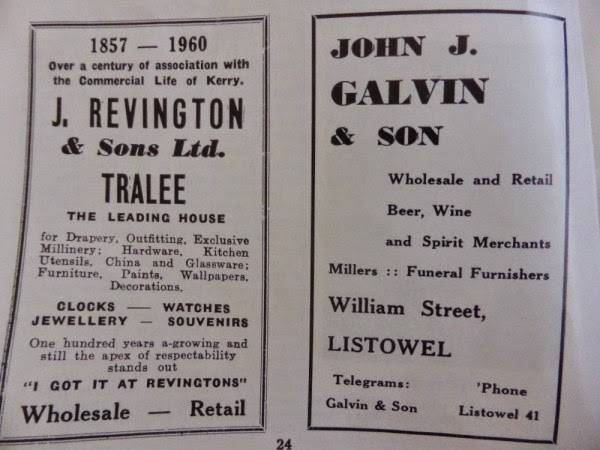 1857 — 1960
Over a century of association with
the Commercial Life of Kerry.
J. REVINGTON
& Sons Ltd.
TRALEE
THE LEADING HOUSE
for Drapery, Outfitting, Exclusive
Millinery; Hardware, Kitchen
Utensils, China and Glassware;
Furniture, Paints, Wallpapers,
Decorations.
CLOCKS — WATCHES
JEWELLERY — SOUVENIRS
One hundred years a-growing and
still the apex of respectability
stands out
"I GOT IT AT REVINGTONS"
Wholesale — Retail
JOHN J.
GALVIN
& SON
Wholesale and Retail
Beer, Wine
and Spirit Merchants
Millers :: Funeral Furnishers
William Street,
LISTOWEL
Telegrams: 'Phone
Galvin & Son Listowel 41
24